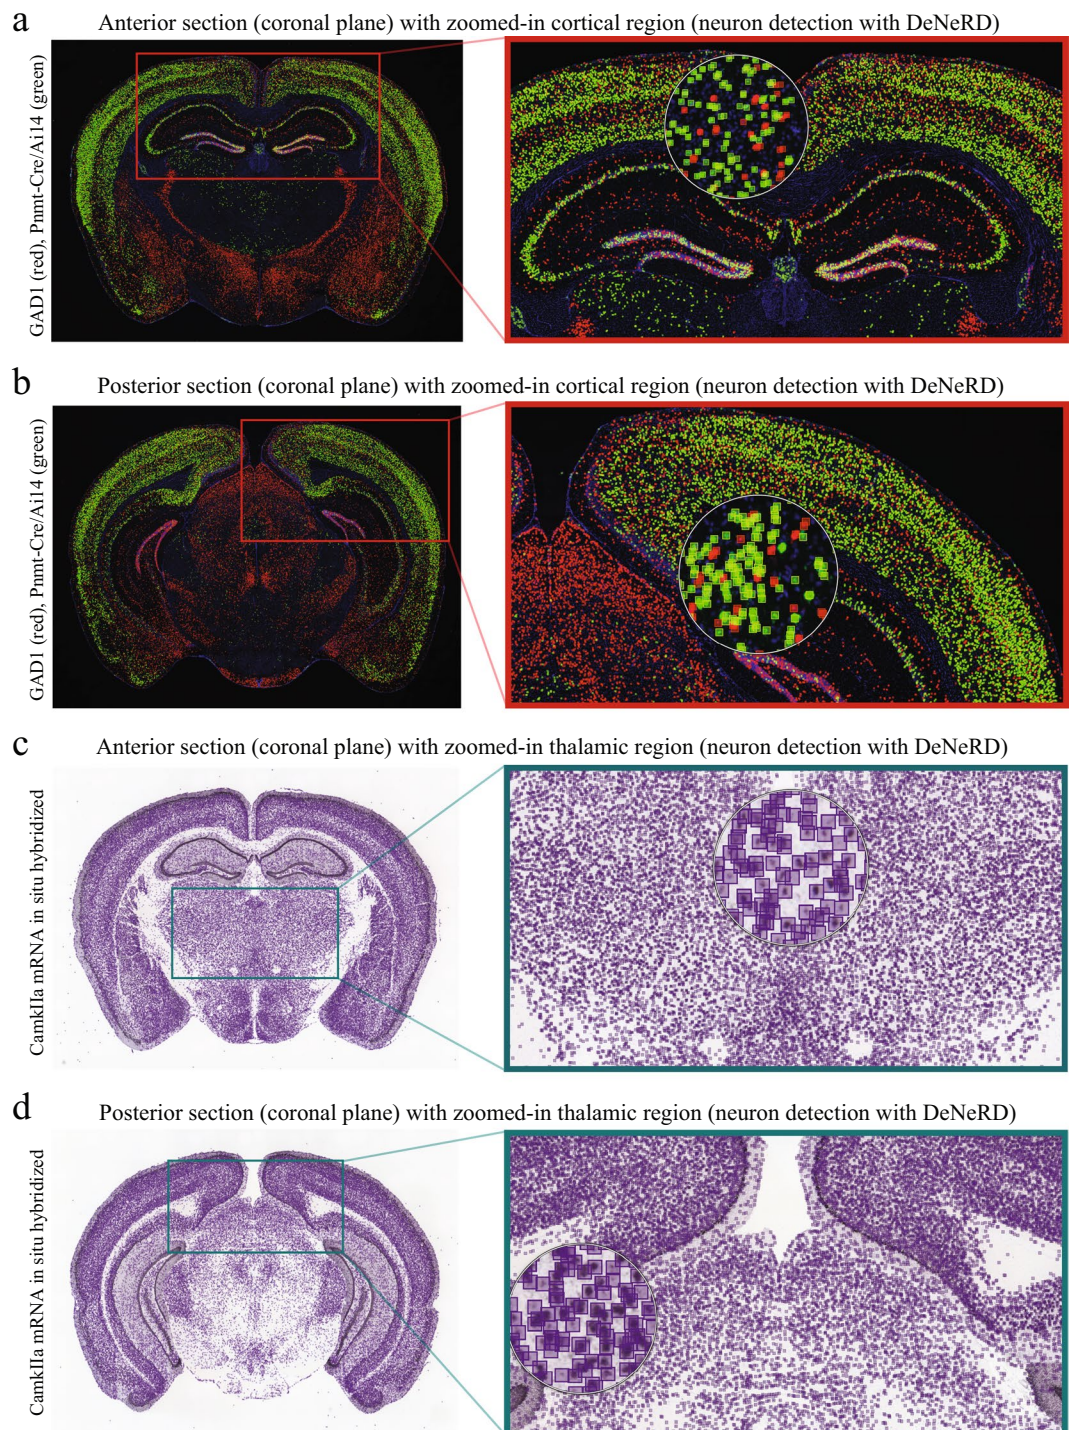 a
Anterior section (coronal plane) with zoomed-in cortical region (neuron detection with DeNeRD)
GAD1 (red), Pnmt-Cre/Ai14 (green)
b
Posterior section (coronal plane) with zoomed-in cortical region (neuron detection with DeNeRD)
GAD1 (red), Pnmt-Cre/Ai14 (green)
c
Anterior section (coronal plane) with zoomed-in thalamic region (neuron detection with DeNeRD)
CamkIIa mRNA in situ hybridized
d
Posterior section (coronal plane) with zoomed-in thalamic region (neuron detection with DeNeRD)
CamkIIa mRNA in situ hybridized